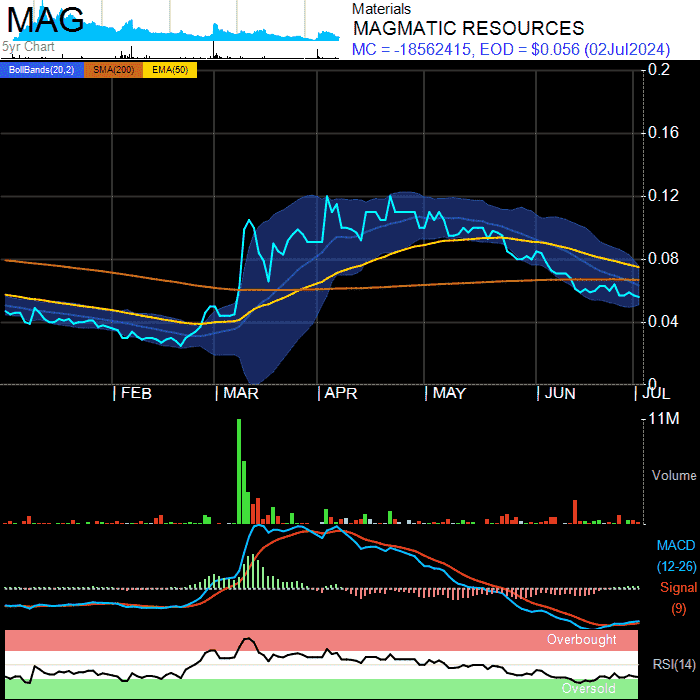 MAG
5yr Chart
Materials
MAGMATIC RESOURCES
MC = -18562415, EOD = $0.056 (02Jul2024)
BollBands(20,2) SMA(200) EMA(50)
0.2
0.16
0.12
0.08
0.04
0
| FEB | MAR | APR | MAY | JUN | JUL
11M
Volume
MACD
(12-26)
Signal
(9)
Overbought
RSI(14)
Oversold